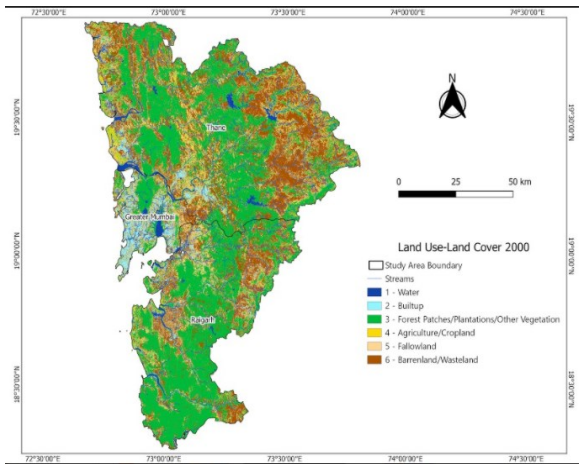 72°30'00"E 73°00'00"E 73°30'00"E 74°00'00"E 74°30'00"E
19°30'00"N
19°00'00"N
18°30'00"N
19°30'00"N
19°00'00"N
18°30'00"N
N
Thane
Greater Mumbai
Raigarh
0 25 50 km
Land Use-Land Cover 2000
Study Area Boundary
Streams
1 - Water
2 - Builtup
3 - Forest Patches/Plantations/Other Vegetation
4 - Agriculture/Cropland
5 - Fallowland
6 - Barrenland/Wasteland
72°30'00"E 73°00'00"E 73°30'00"E 74°00'00"E 74°30'00"E